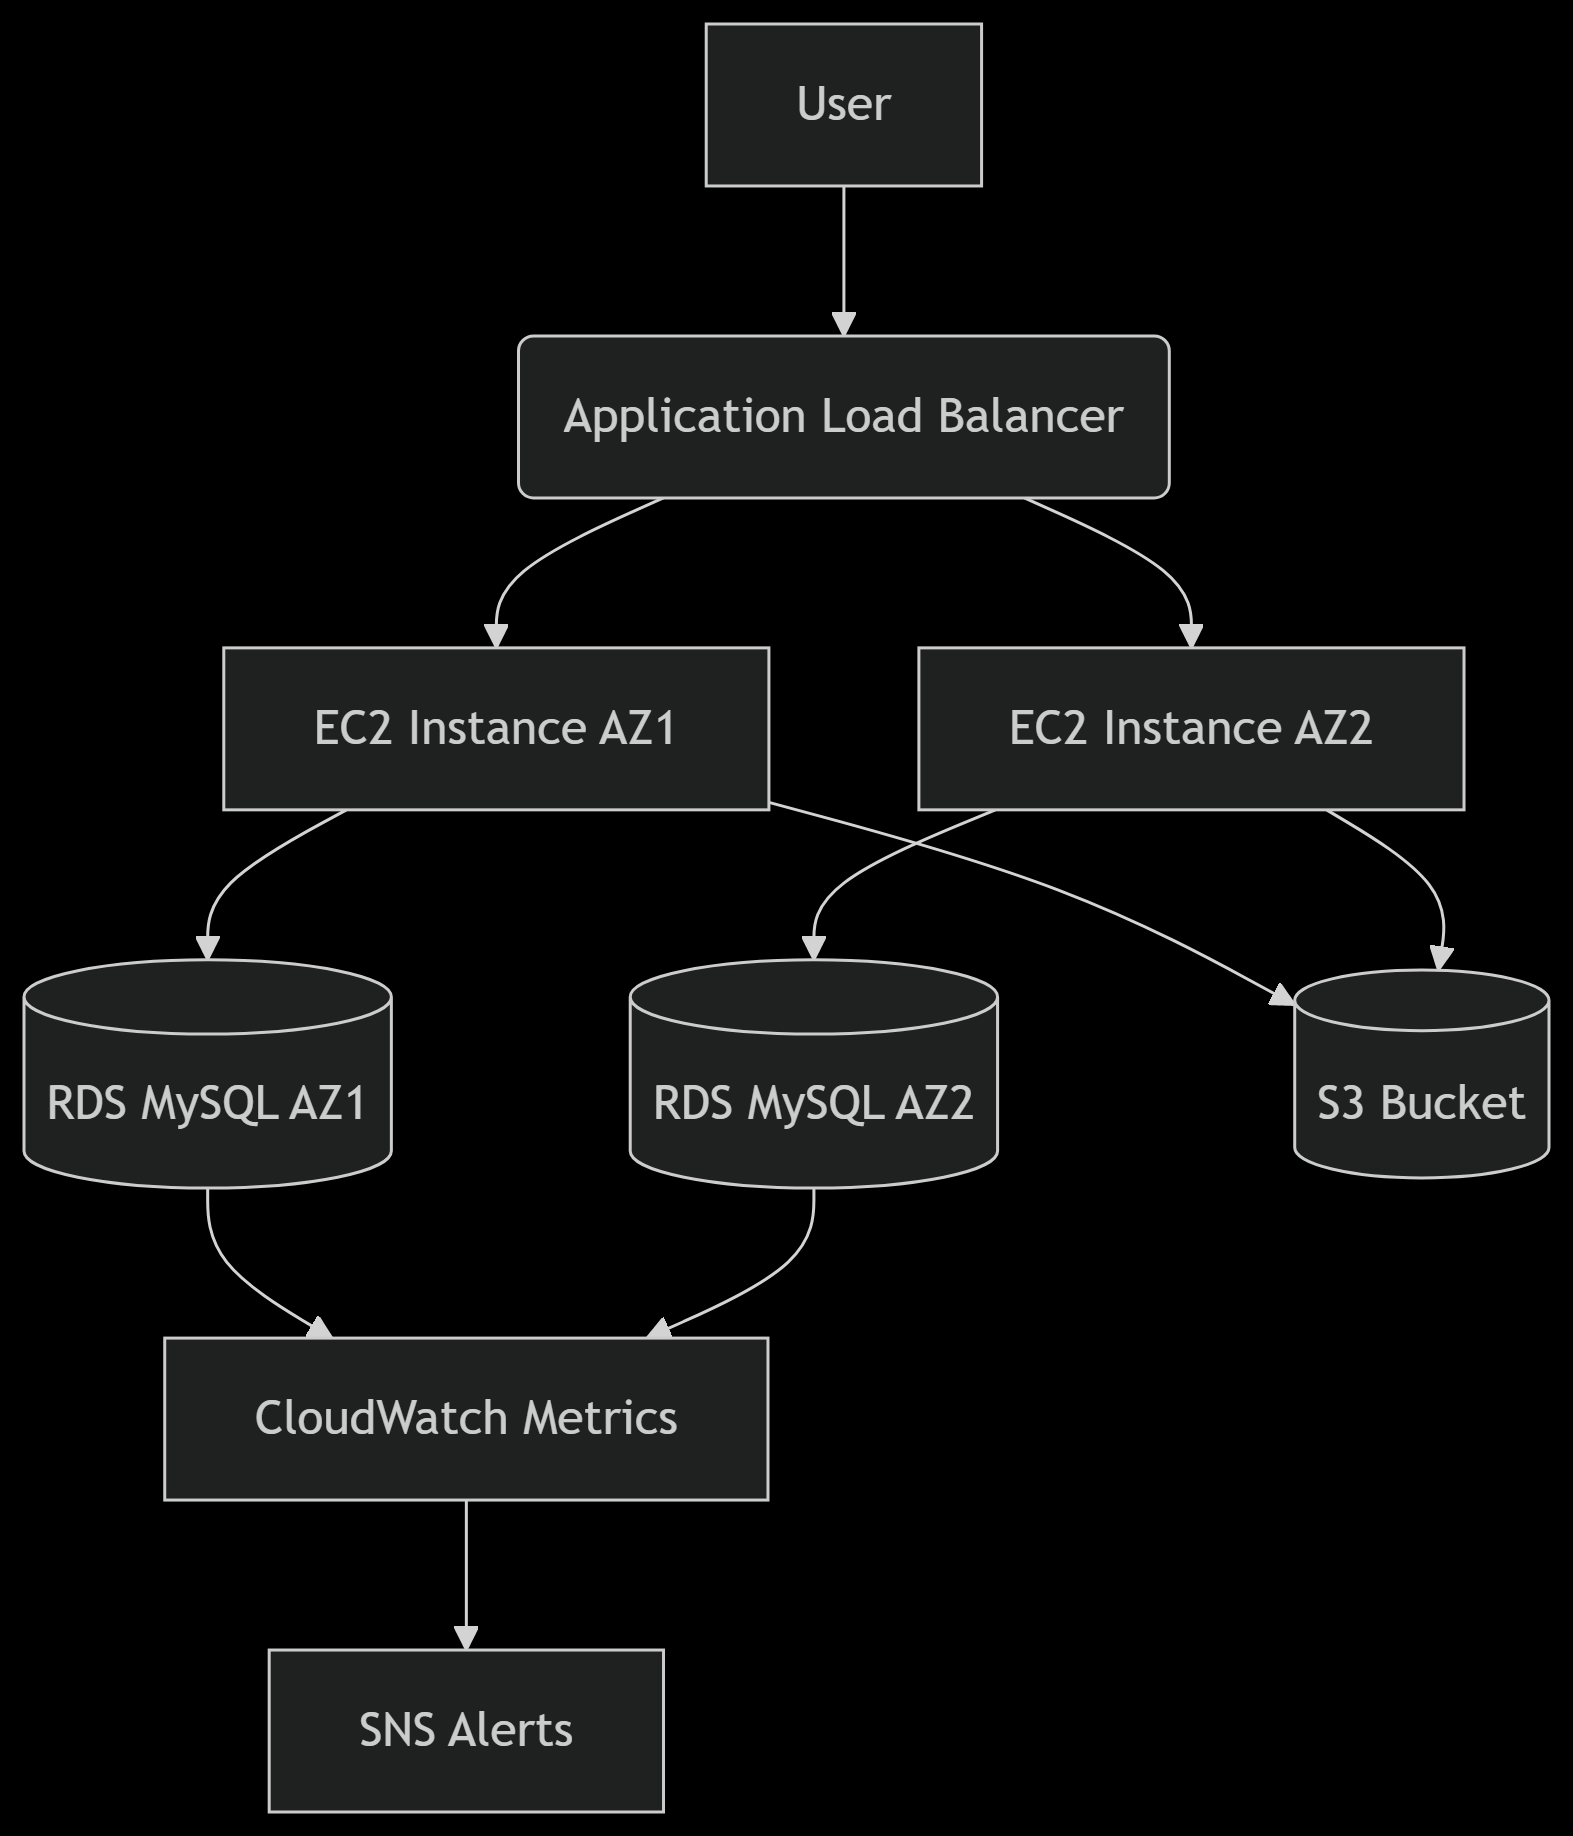 User
Application Load Balancer
EC2 Instance AZ1
EC2 Instance AZ2
RDS MySQL AZ1
RDS MySQL AZ2
S3 Bucket
CloudWatch Metrics
SNS Alerts